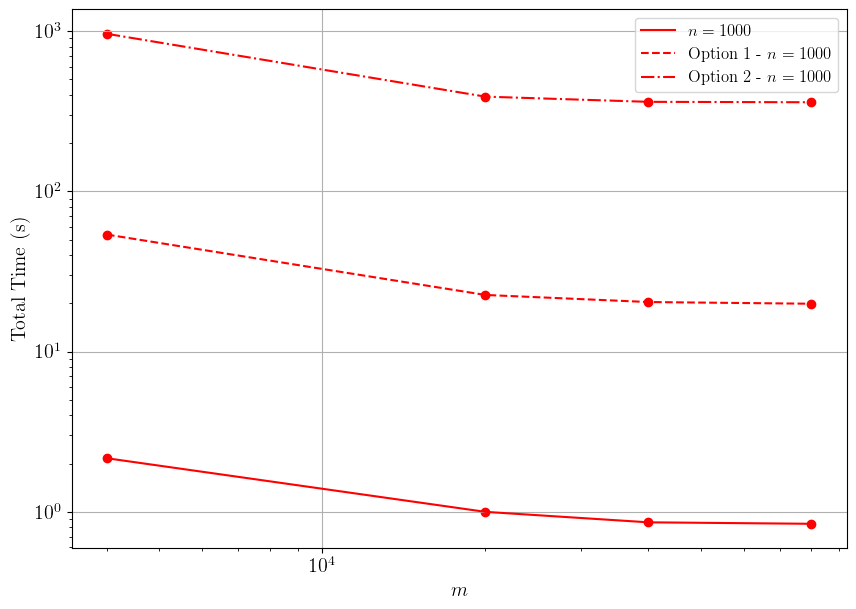 $n = 1000$
Option 1 - $n = 1000$
Option 2 - $n = 1000$
Total Time (s)
$10^3$
$10^2$
$10^1$
$10^0$
$10^4$
$m$